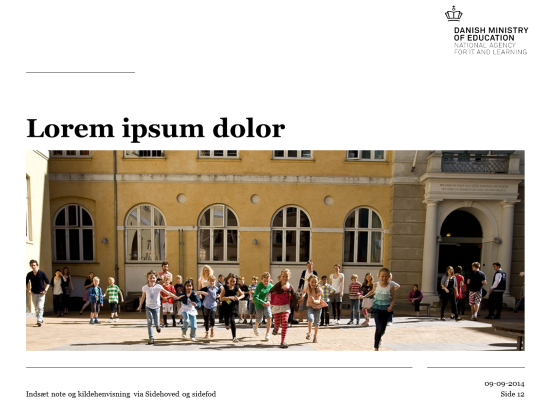 DANISH MINISTRY
OF EDUCATION
NATIONAL AGENCY
FOR IT AND LEARNING
Lorem ipsum dolor
09-09-2014
Indsæt note og kildehenvisning via Sidehoved og sidefod
Side 12